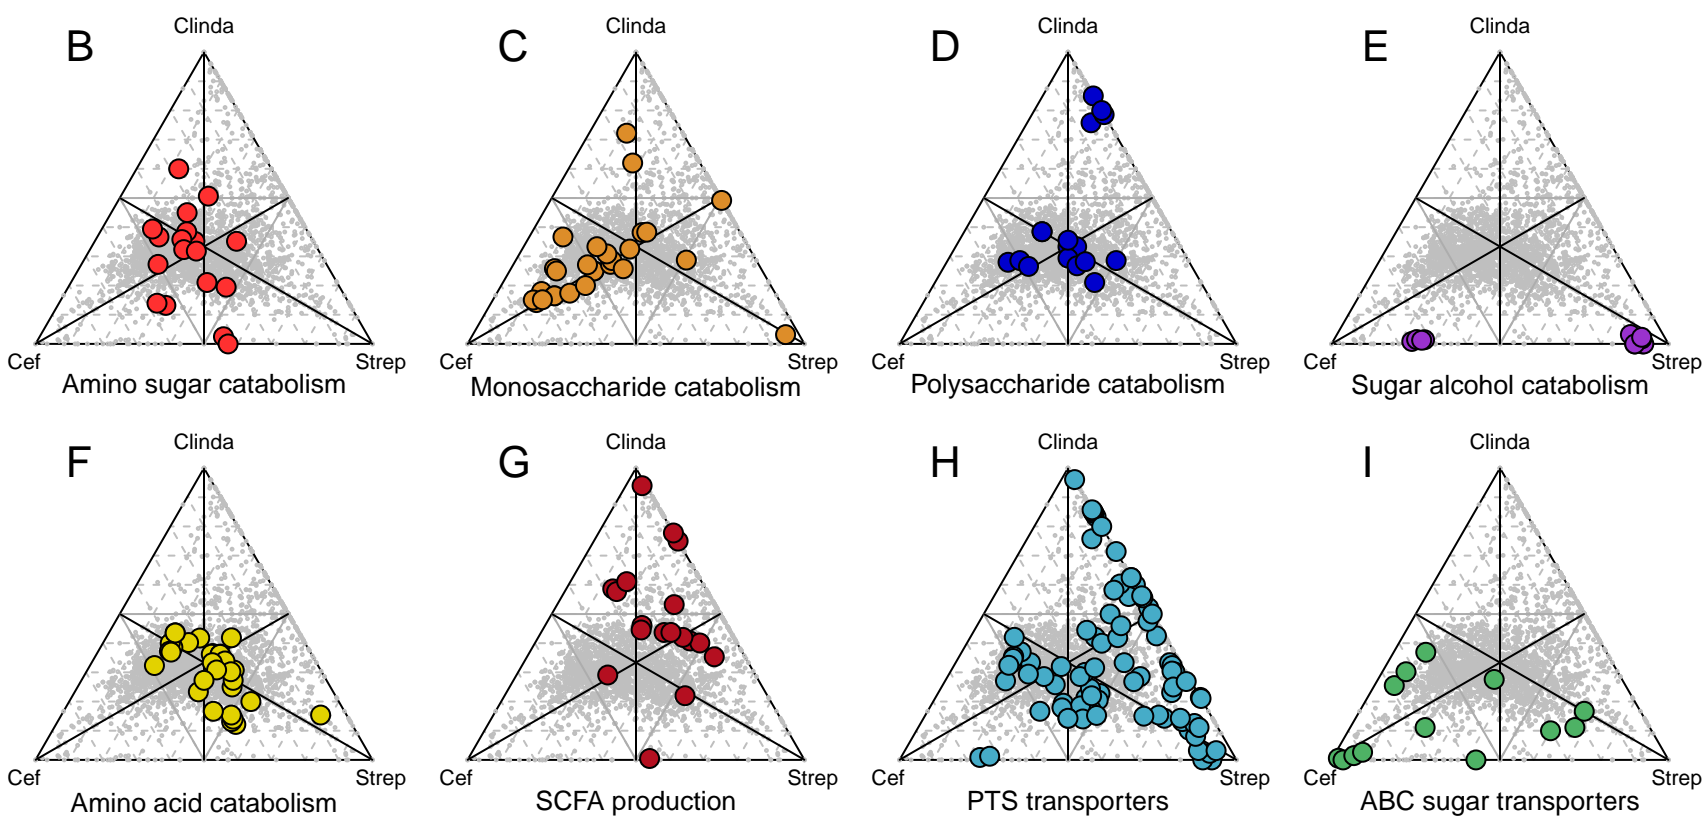 B
Clinda
Cef
Strep
Amino sugar catabolism
C
Clinda
Cef
Strep
Monosaccharide catabolism
D
Clinda
Cef
Strep
Polysaccharide catabolism
E
Clinda
Cef
Strep
Sugar alcohol catabolism
F
Clinda
Cef
Strep
Amino acid catabolism
G
Clinda
Cef
Strep
SCFA production
H
Clinda
Cef
Strep
PTS transporters
I
Clinda
Cef
Strep
ABC sugar transporters